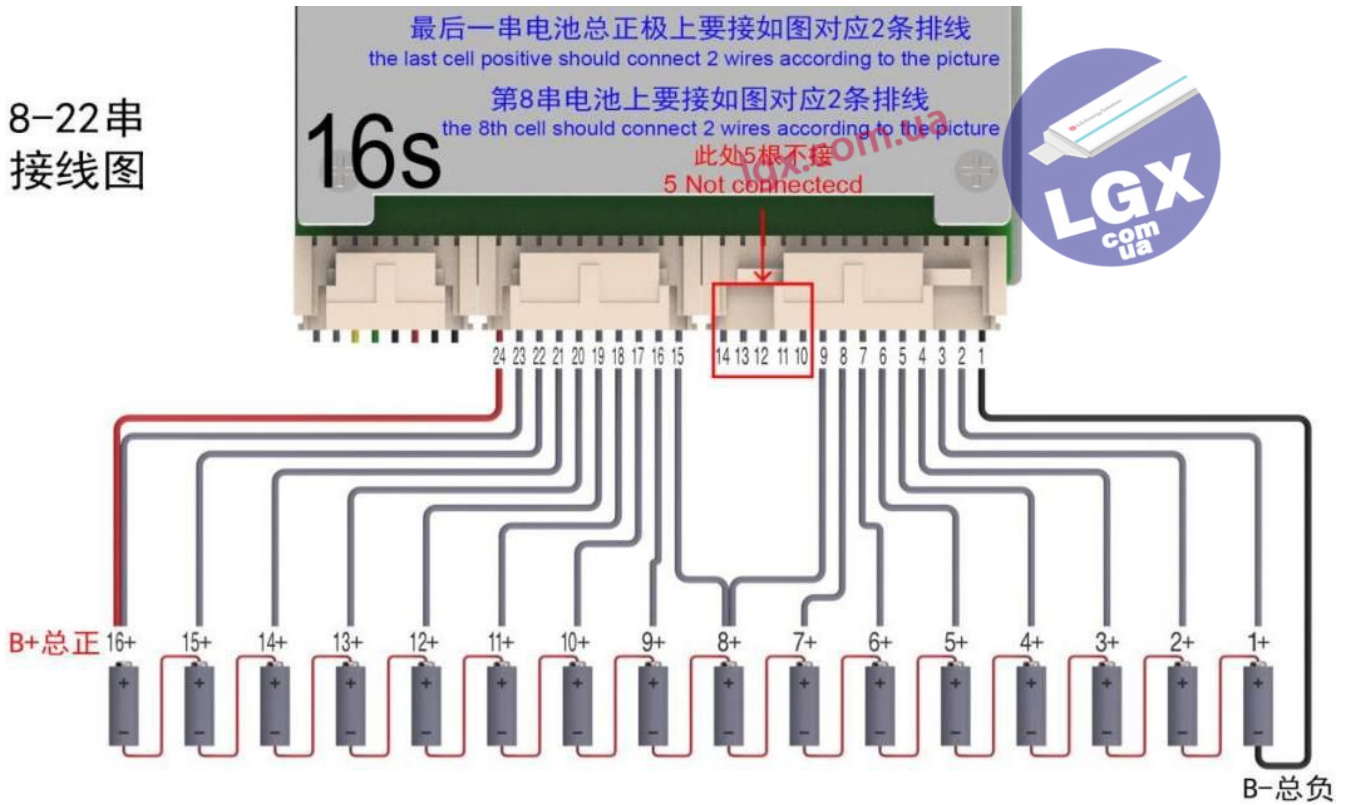 最后一串电池总正极上要接如图对应2条排线
the last cell positive should connect 2 wires according to the picture
第8串电池上要接如图对应2条排线
the 8th cell should connect 2 wires according to the picture
8-22串
接线图
16s
此处5根不接
5 Not connectecd
lgx.com.ua
LG Energy Solution
LGX
com
ua
24 23 22 21 20 19 18 17 16 15 14 13 12 11 10 9 8 7 6 5 4 3 2 1
B+总正 16+ 15+ 14+ 13+ 12+ 11+ 10+ 9+ 8+ 7+ 6+ 5+ 4+ 3+ 2+ 1+
+ + + + + + + + + + + + + + + +
- - - - - - - - - - - - - - - -
B-总负